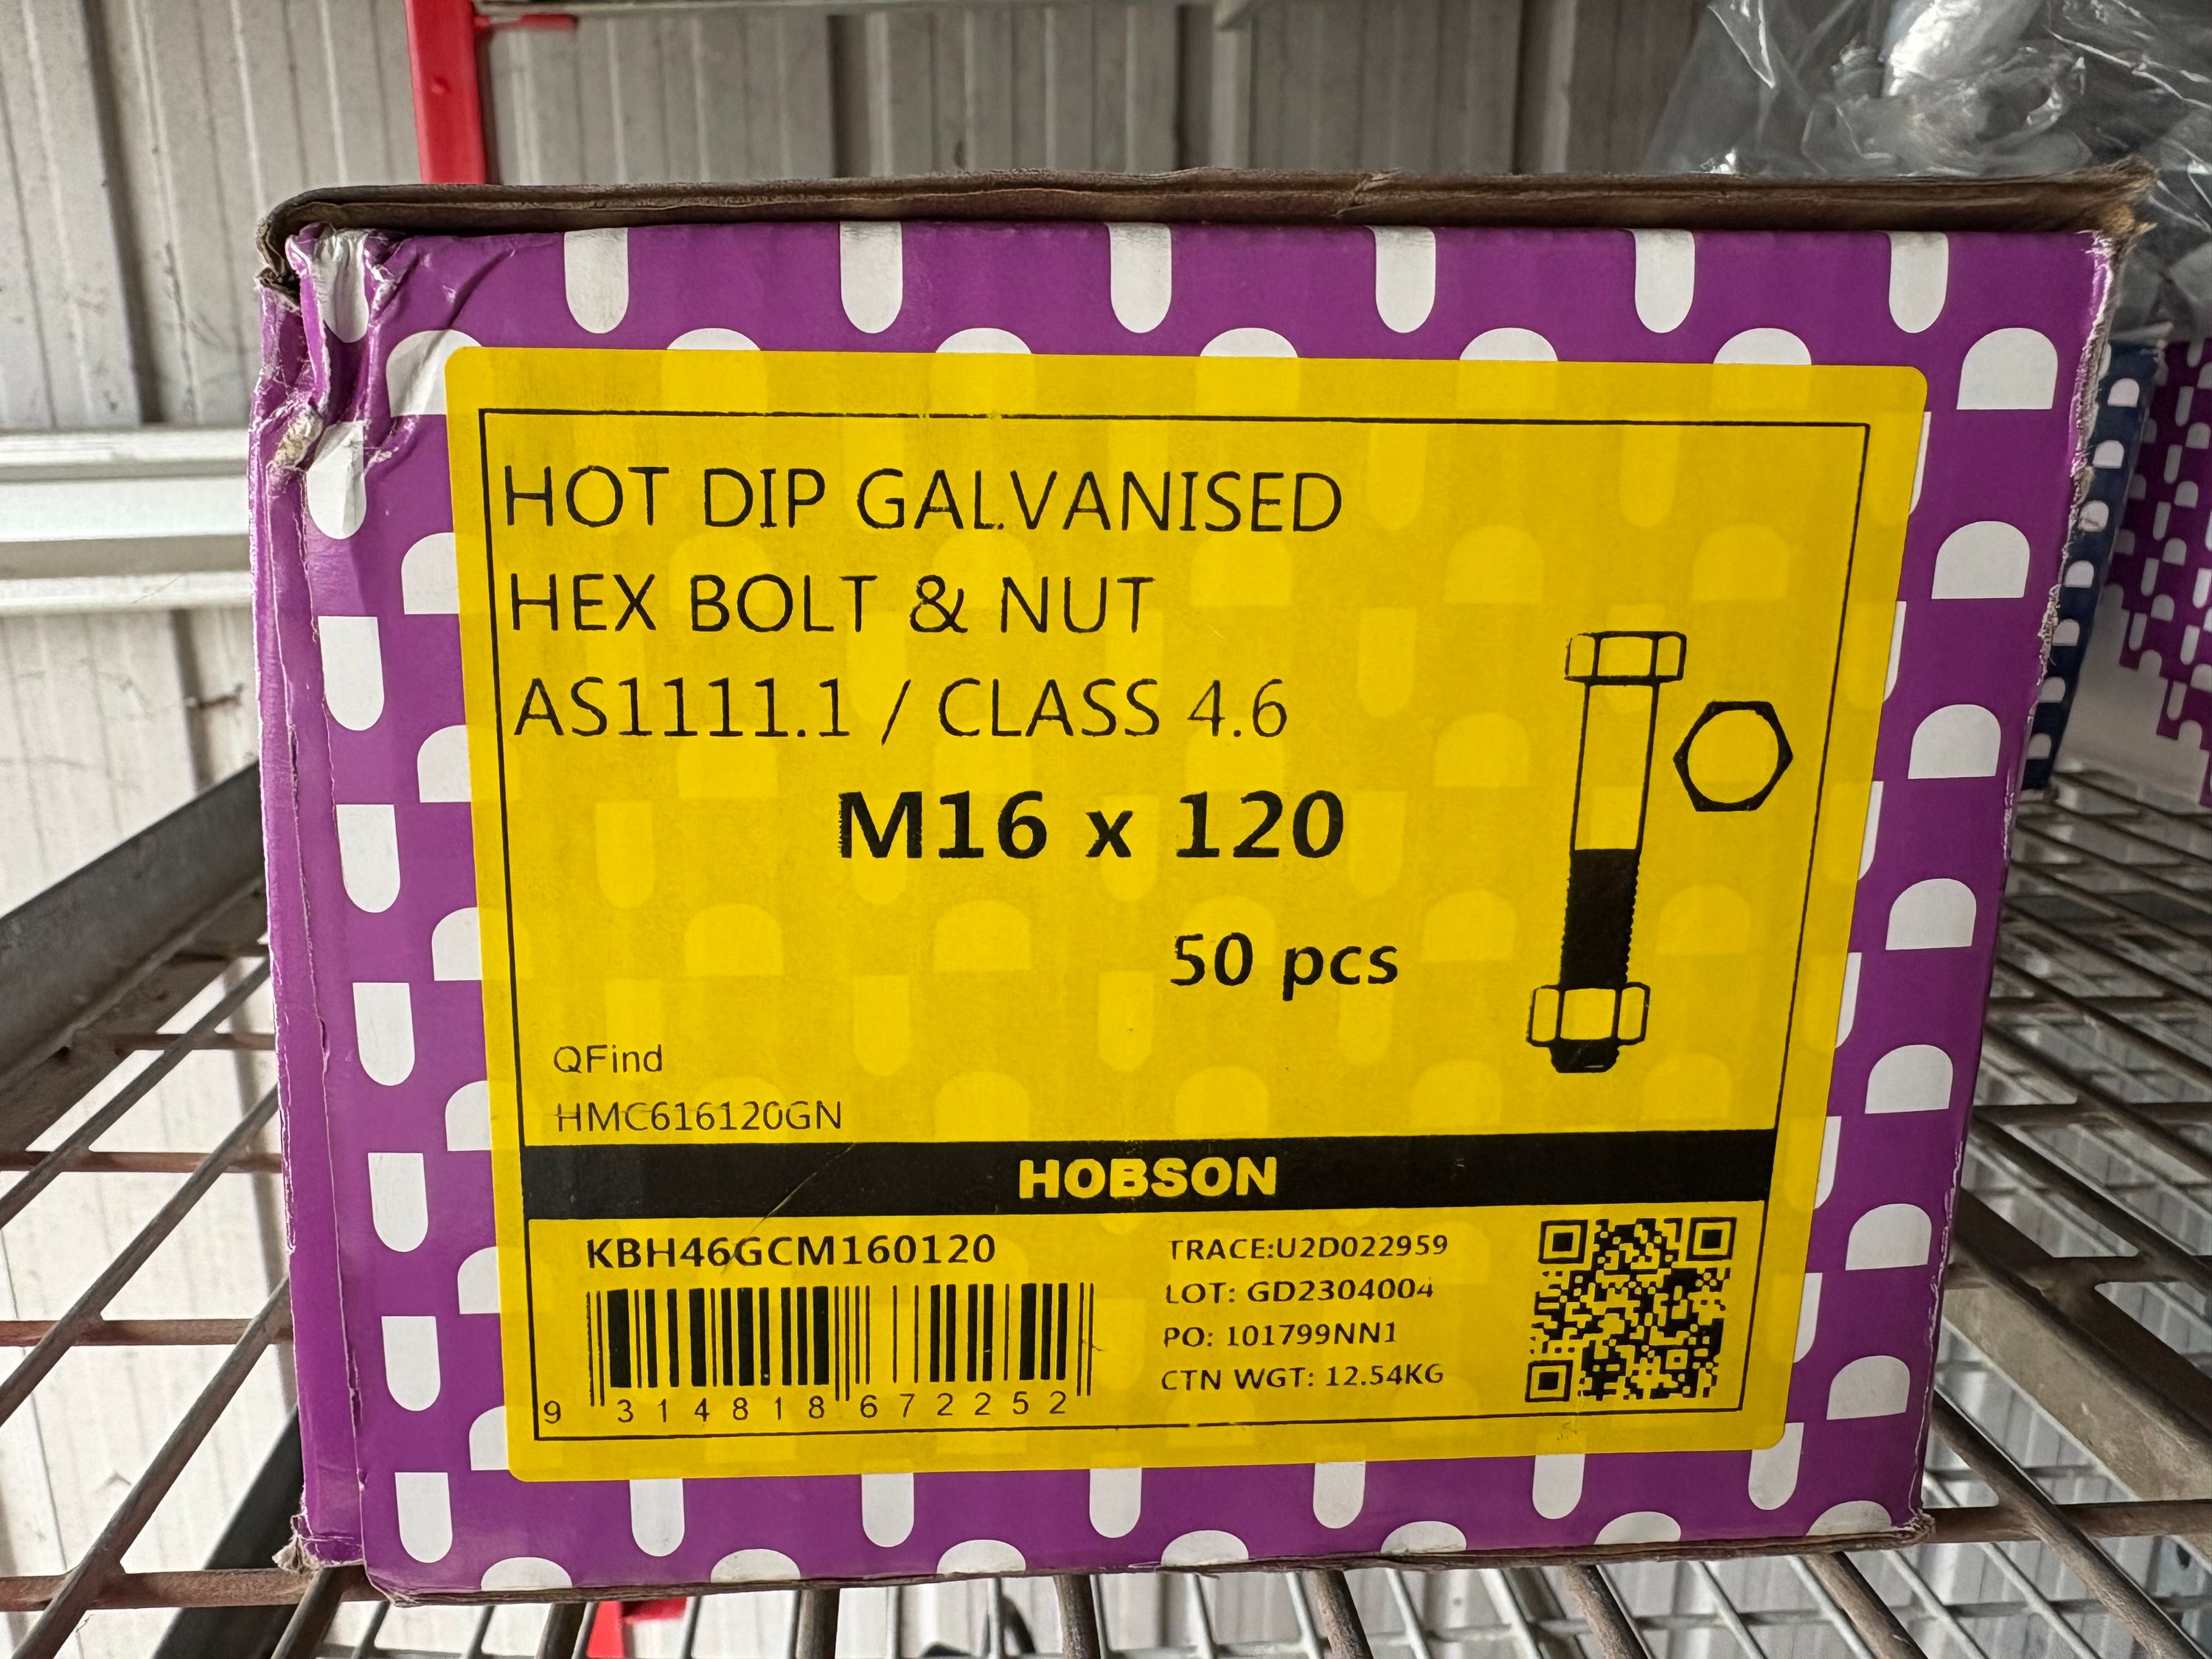 HOT DIP GALVANISED
HEX BOLT & NUT
AS1111.1 / CLASS 4.6
M16 x 120
50 pcs
QFind
HMC616120GN
HOBSON
KBH46GCM160120
TRACE:U2D022959
LOT: GD2304004
PO: 101799NN1
CTN WGT: 12.54KG
9 314818 672252